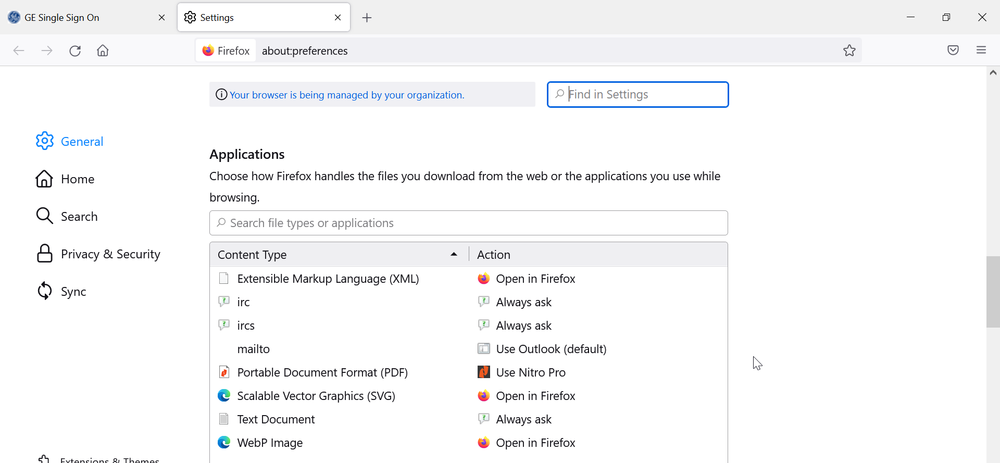 GE Single Sign On
Settings
Firefox
about:preferences
Your browser is being managed by your organization.
Find in Settings
General
Home
Search
Privacy & Security
Sync
Extensions & Themes
Applications
Choose how Firefox handles the files you download from the web or the applications you use while
browsing.
Search file types or applications
Content Type Action
Extensible Markup Language (XML) Open in Firefox
irc Always ask
ircs Always ask
mailto Use Outlook (default)
Portable Document Format (PDF) Use Nitro Pro
Scalable Vector Graphics (SVG) Open in Firefox
Text Document Always ask
WebP Image Open in Firefox